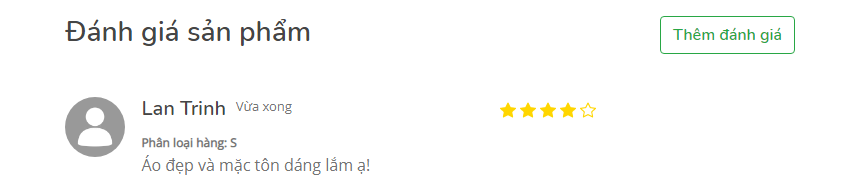 Đánh giá sản phẩm
Thêm đánh giá
Lan Trinh Vừa xong
Phân loại hàng: S
Áo đẹp và mặc tôn dáng lắm ạ!